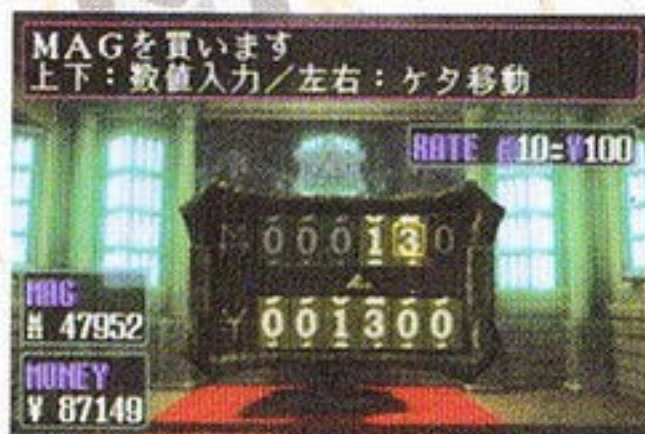 MAGを買います
上下：数値入力／左右：ケタ移動
RATE M10=¥100
M 000130
Y 001300
MAG
M 47952
MONEY
¥ 87149